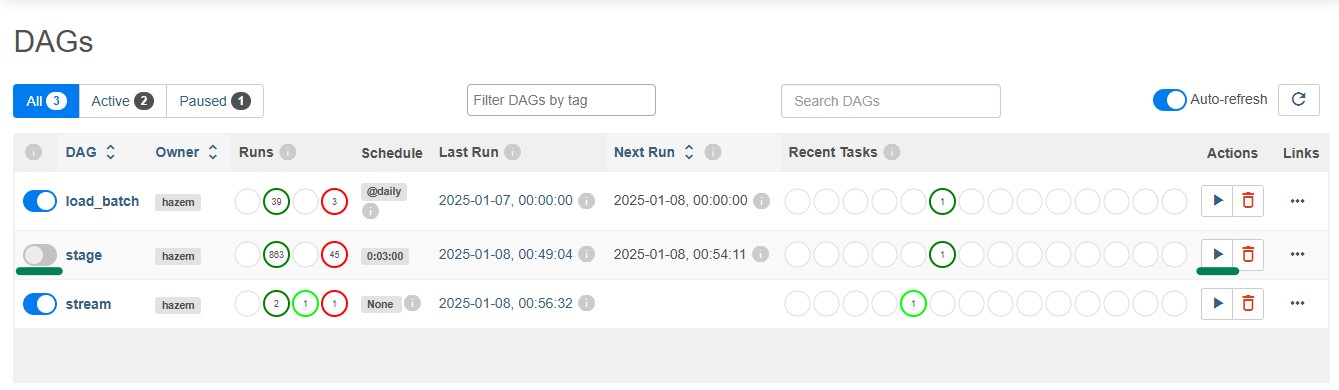 DAGs
All 3 Active 2 Paused 1 Filter DAGs by tag Search DAGs Auto-refresh
i DAG Owner Runs i Schedule Last Run i Next Run i Recent Tasks i Actions Links
load_batch hazem 39 3 @daily i 2025-01-07, 00:00:00 i 2025-01-08, 00:00:00 i 1
stage hazem 863 45 0:03:00 2025-01-08, 00:49:04 i 2025-01-08, 00:54:11 i 1
stream hazem 2 1 1 None i 2025-01-08, 00:56:32 i 1